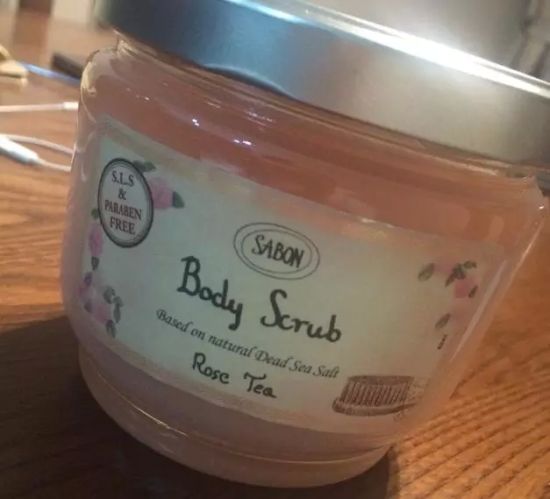 S.L.S
&
PARABEN
FREE
SABON
Body Scrub
Based on natural Dead Sea Salt
Rose Tea